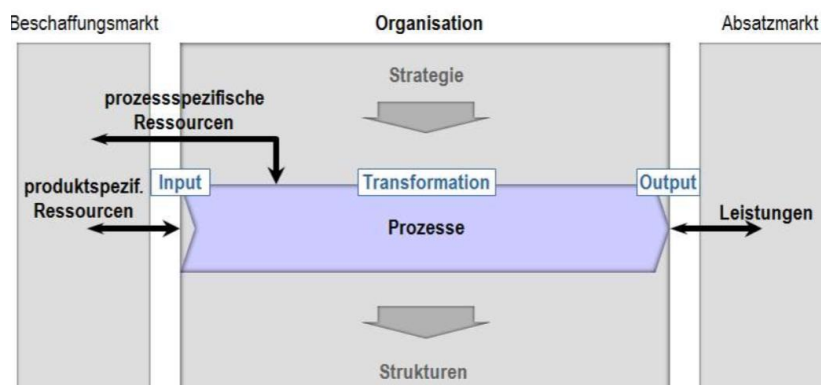 Beschaffungsmarkt
Organisation
Absatzmarkt
Strategie
prozessspezifische
Ressourcen
produktspezif.
Ressourcen
Input
Transformation
Output
Prozesse
Leistungen
Strukturen